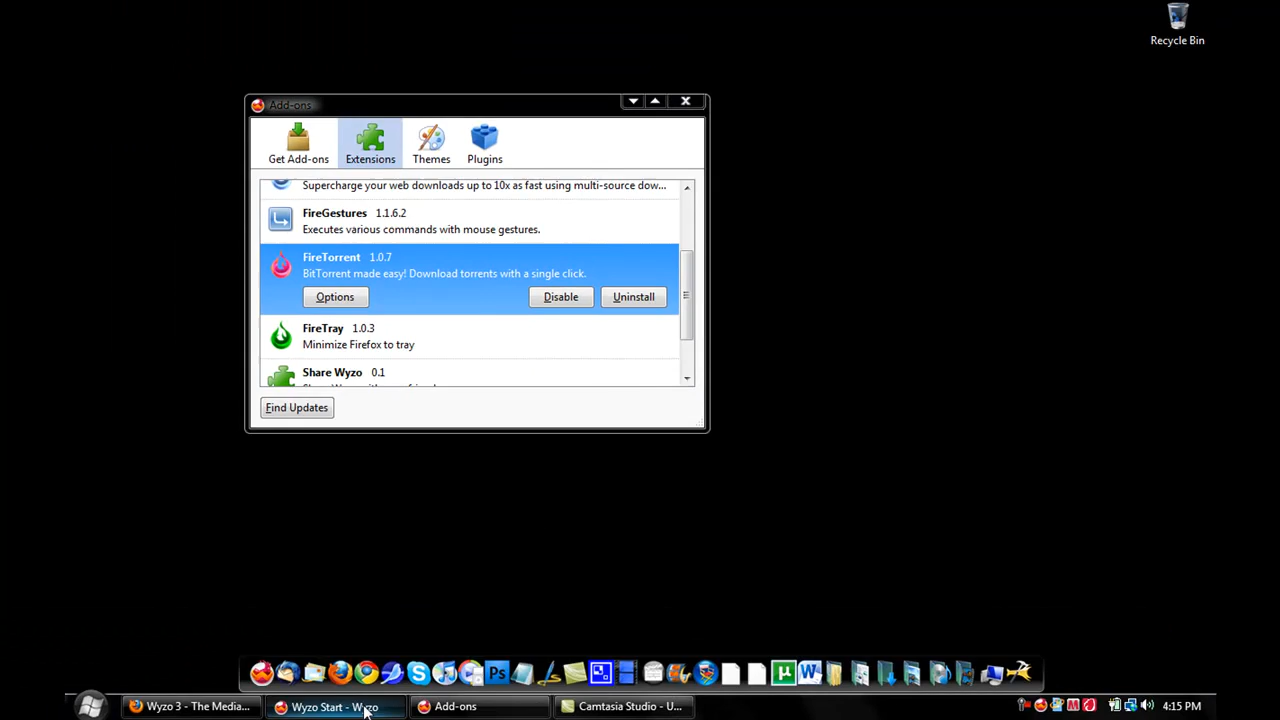 Recycle Bin
Add-ons
Get Add-ons
Extensions
Themes
Plugins
Supercharge your web downloads up to 10x as fast using multi-source dow...
FireGestures 1.1.6.2
Executes various commands with mouse gestures.
FireTorrent 1.0.7
BitTorrent made easy! Download torrents with a single click.
Options
Disable
Uninstall
FireTray 1.0.3
Minimize Firefox to tray
Share Wyzo 0.1
Find Updates
Ps
Wyzo 3 - The Media...
Wyzo Start - Wyzo
Add-ons
Camtasia Studio - U...
4:15 PM